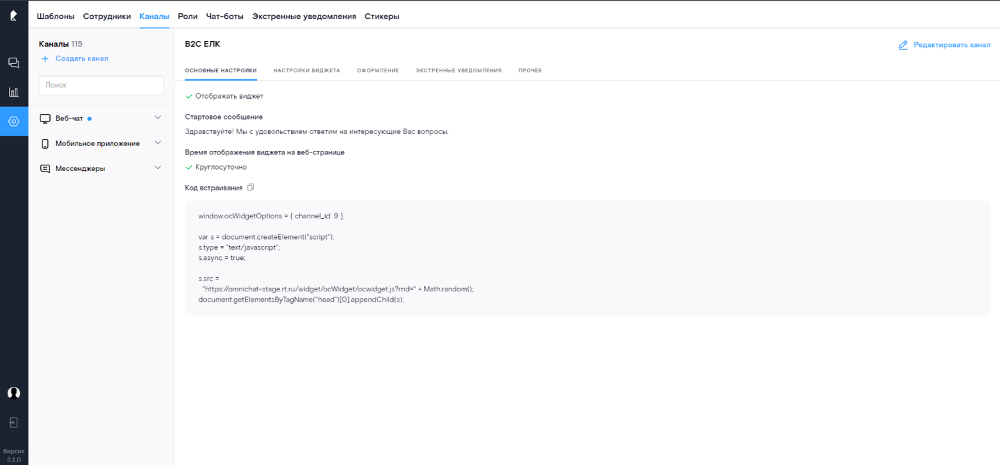 Шаблоны Сотрудники Каналы Роли Чат-боты Экстренные уведомления Стикеры
Каналы 115
Создать канал
Поиск
Веб-чат
Мобильное приложение
Мессенджеры
Версия
3.1.0
B2C ЕЛК
Редактировать канал
ОСНОВНЫЕ НАСТРОЙКИ НАСТРОЙКИ ВИДЖЕТА ОФОРМЛЕНИЕ ЭКСТРЕННЫЕ УВЕДОМЛЕНИЯ ПРОЧЕЕ
Отображать виджет
Стартовое сообщение
Здравствуйте! Мы с удовольствием ответим на интересующие Вас вопросы.
Время отображения виджета на веб-странице
Круглосуточно
Код встраивания
window.ocWidgetOptions = { channel_id: 9 };
var s = document.createElement("script");
s.type = "text/javascript";
s.async = true;
s.src =
"https://omnichat-stage.rt.ru/widget/ocWidget/ocwidget.js?rnd=" + Math.random();
document.getElementsByTagName("head")[0].appendChild(s);